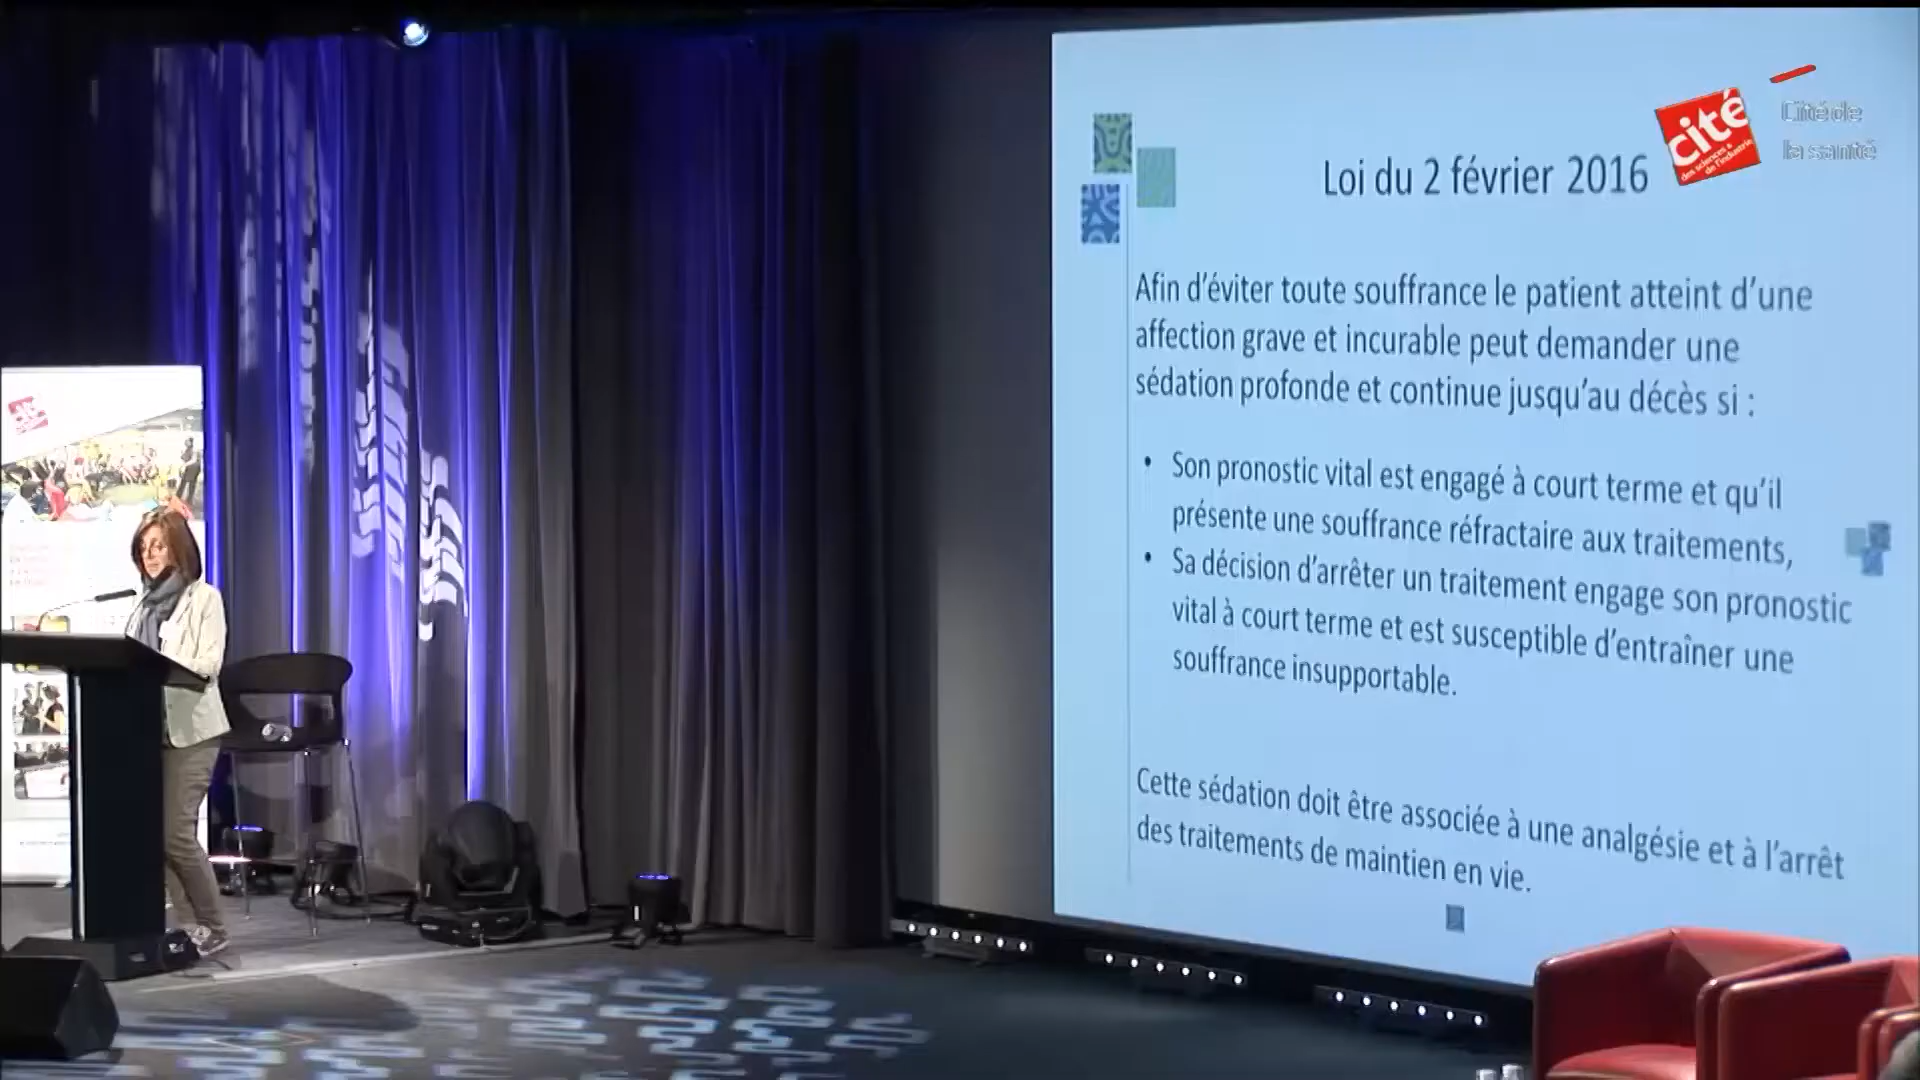 Cité de
la santé
cité
des sciences &
de l'industrie
Loi du 2 février 2016
Afin d'éviter toute souffrance le patient atteint d'une
affection grave et incurable peut demander une
sédation profonde et continue jusqu'au décès si :
• Son pronostic vital est engagé à court terme et qu'il
présente une souffrance réfractaire aux traitements,
• Sa décision d'arrêter un traitement engage son pronostic
vital à court terme et est susceptible d'entraîner une
souffrance insupportable.
Cette sédation doit être associée à une analgésie et à l'arrêt
des traitements de maintien en vie.